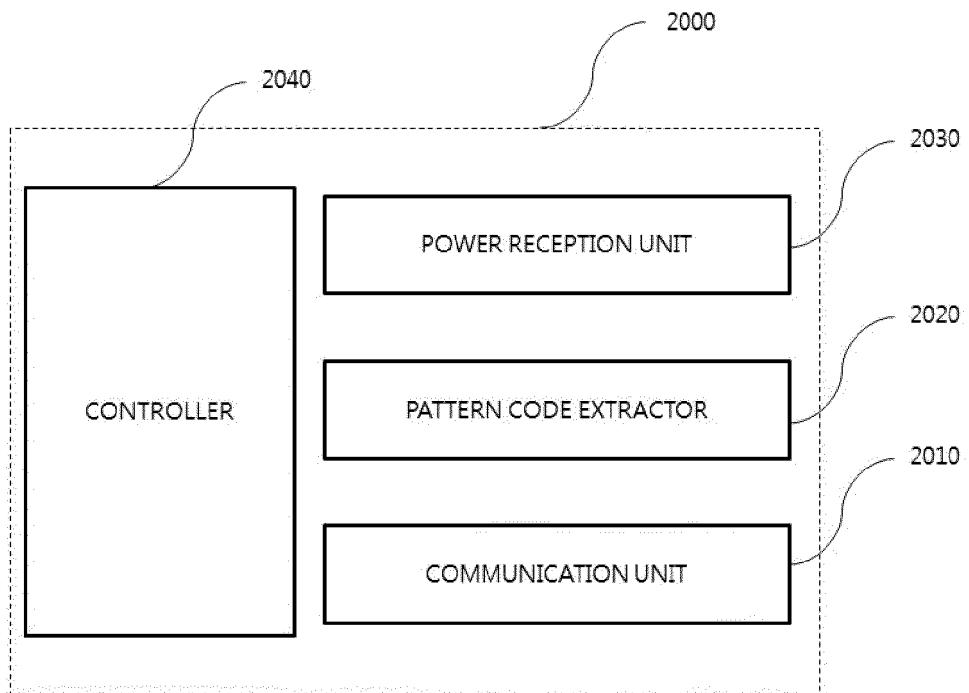 2000
2040
2030
POWER RECEPTION UNIT
2020
CONTROLLER
PATTERN CODE EXTRACTOR
2010
COMMUNICATION UNIT